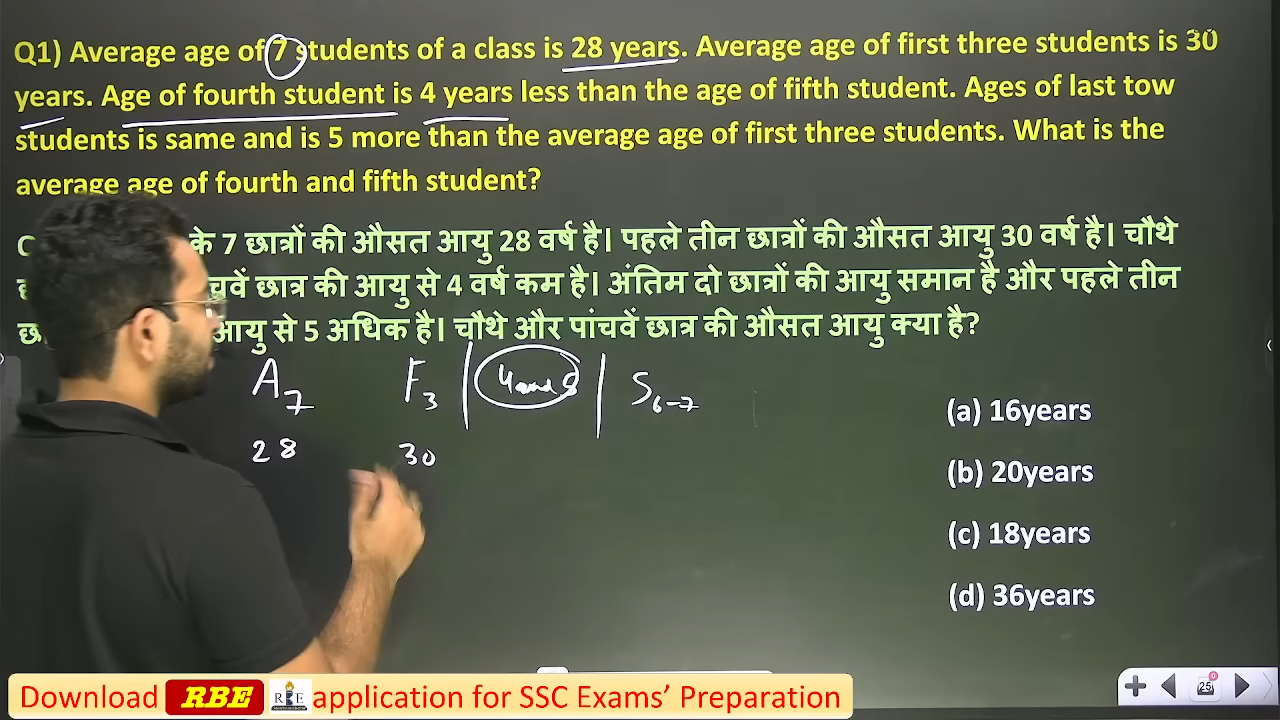 Q1) Average age of 7 students of a class is 28 years. Average age of first three students is 30
years. Age of fourth student is 4 years less than the age of fifth student. Ages of last tow
students is same and is 5 more than the average age of first three students. What is the
average age of fourth and fifth student?
के 7 छात्रों की औसत आयु 28 वर्ष है। पहले तीन छात्रों की औसत आयु 30 वर्ष है। चौथे
छात्र की आयु से 4 वर्ष कम है। अंतिम दो छात्रों की आयु समान है और पहले तीन
आयु से 5 अधिक है। चौथे और पांचवें छात्र की औसत आयु क्या है?
A7 F3 S6-7
28 30
(a) 16years
(b) 20years
(c) 18years
(d) 36years
25
Download RBE RBE application for SSC Exams' Preparation